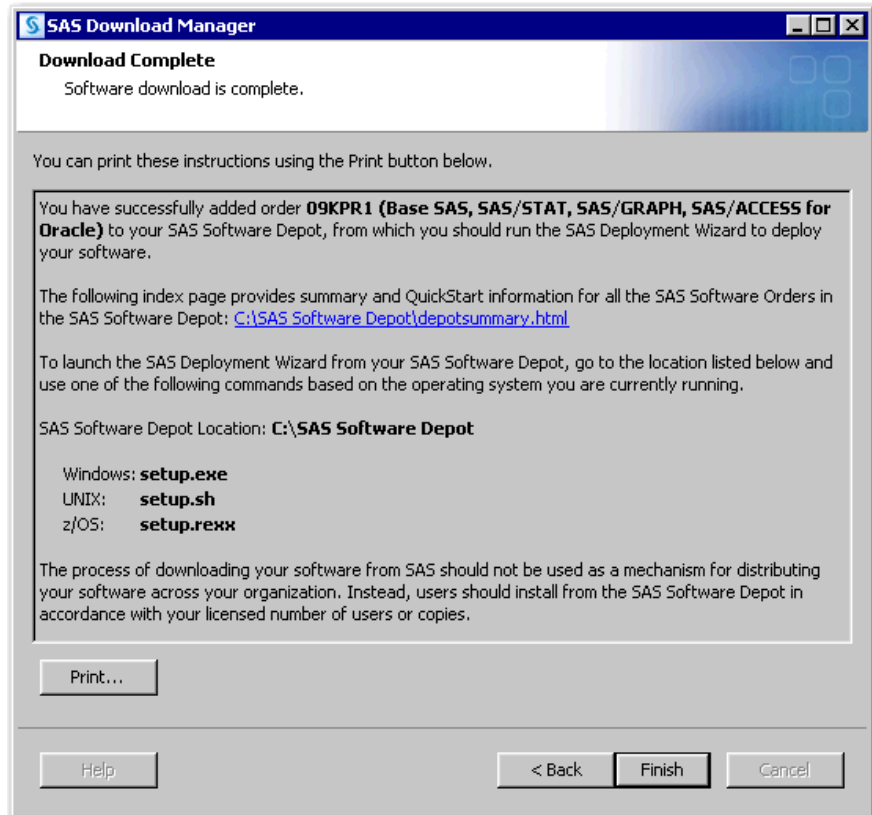 SAS Download Manager
Download Complete
Software download is complete.
You can print these instructions using the Print button below.
You have successfully added order 09KPR1 (Base SAS, SAS/STAT, SAS/GRAPH, SAS/ACCESS for
Oracle) to your SAS Software Depot, from which you should run the SAS Deployment Wizard to deploy
your software.
The following index page provides summary and QuickStart information for all the SAS Software Orders in
the SAS Software Depot: C:\SAS Software Depot\depotsummary.html
To launch the SAS Deployment Wizard from your SAS Software Depot, go to the location listed below and
use one of the following commands based on the operating system you are currently running.
SAS Software Depot Location: C:\SAS Software Depot
Windows: setup.exe
UNIX: setup.sh
z/OS: setup.rexx
The process of downloading your software from SAS should not be used as a mechanism for distributing
your software across your organization. Instead, users should install from the SAS Software Depot in
accordance with your licensed number of users or copies.
Print...
Help < Back Finish Cancel